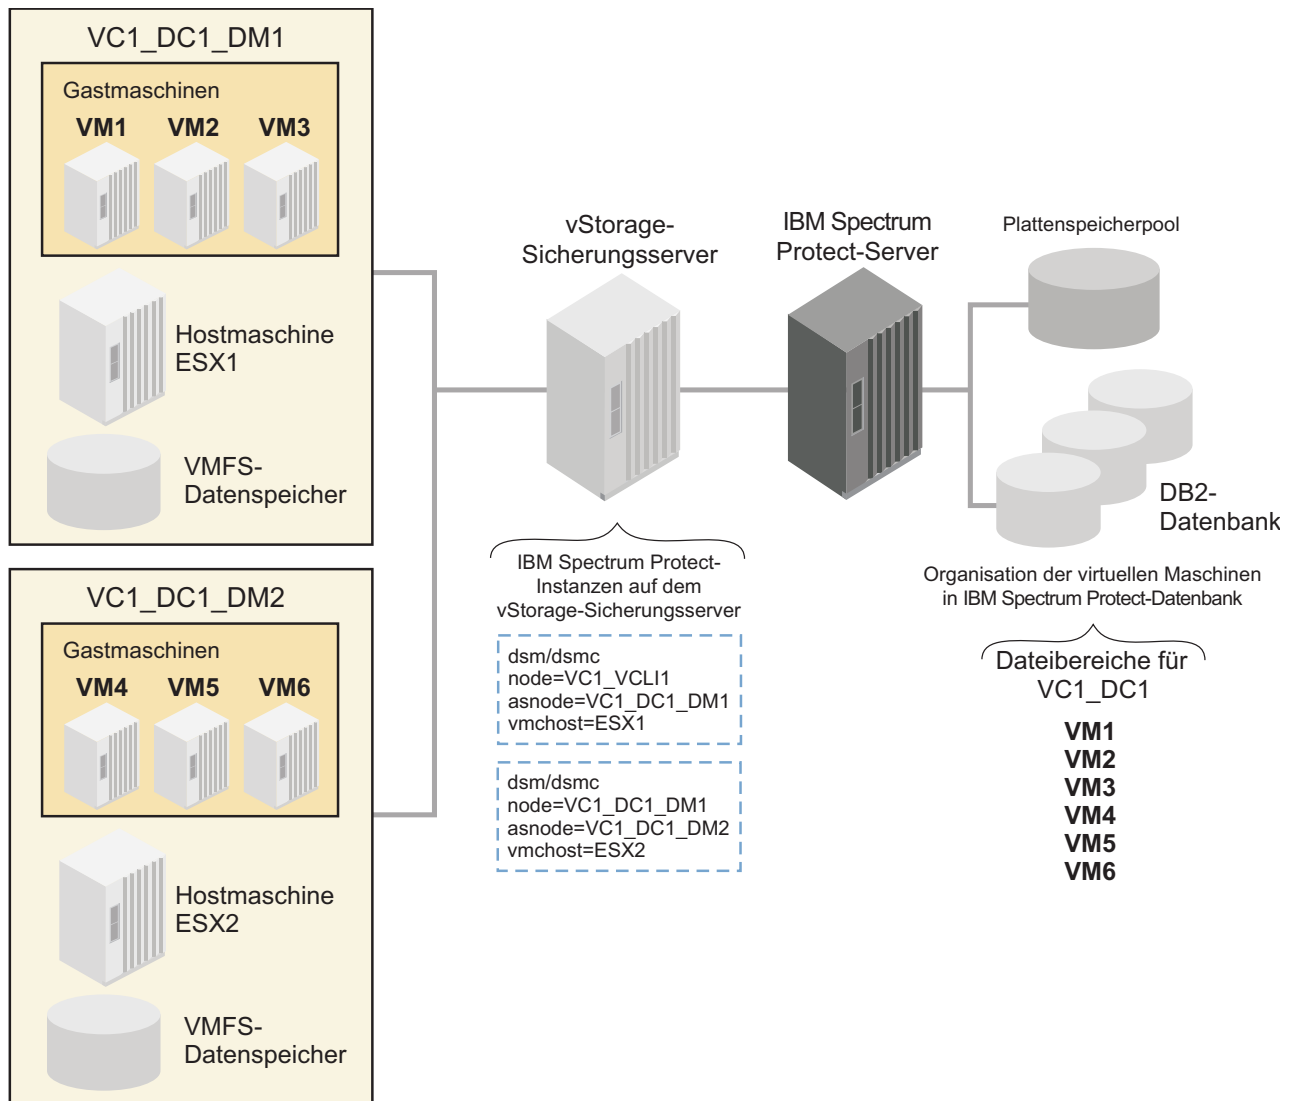 VC1_DC1_DM1
Gastmaschinen
VM1 VM2 VM3
Hostmaschine
ESX1
VMFS-
Datenspeicher
VC1_DC1_DM2
Gastmaschinen
VM4 VM5 VM6
Hostmaschine
ESX2
VMFS-
Datenspeicher
vStorage-
Sicherungsserver
IBM Spectrum Protect-
Instanzen auf dem
vStorage-Sicherungsserver
dsm/dsmc
node=VC1_VCLI1
asnode=VC1_DC1_DM1
vmchost=ESX1
dsm/dsmc
node=VC1_DC1_DM1
asnode=VC1_DC1_DM2
vmchost=ESX2
IBM Spectrum
Protect-Server
Plattenspeicherpool
DB2-
Datenbank
Organisation der virtuellen Maschinen
in IBM Spectrum Protect-Datenbank
Dateibereiche für
VC1_DC1
VM1
VM2
VM3
VM4
VM5
VM6